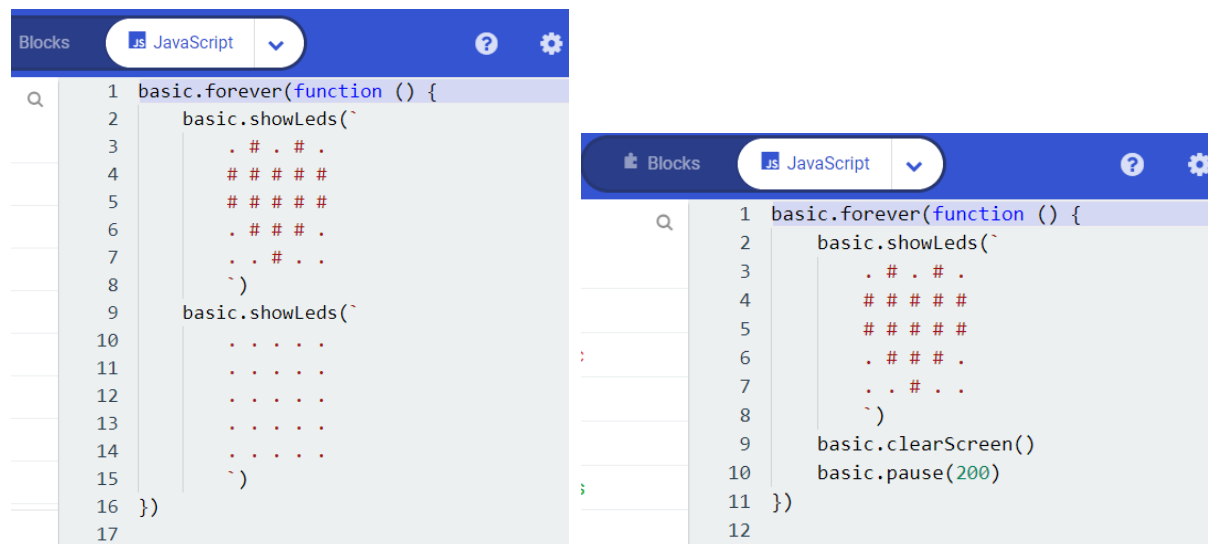 Blocks
JS JavaScript
?
1 basic.forever(function () {
2     basic.showLeds(`
3         . # . # .
4         # # # # #
5         # # # # #
6         . # # # .
7         . . # . .
8         `)
9     basic.showLeds(`
10         . . . . .
11         . . . . .
12         . . . . .
13         . . . . .
14         . . . . .
15         `)
16 })
17
Blocks
JS JavaScript
?
1 basic.forever(function () {
2     basic.showLeds(`
3         . # . # .
4         # # # # #
5         # # # # #
6         . # # # .
7         . . # . .
8         `)
9     basic.clearScreen()
10     basic.pause(200)
11 })
12